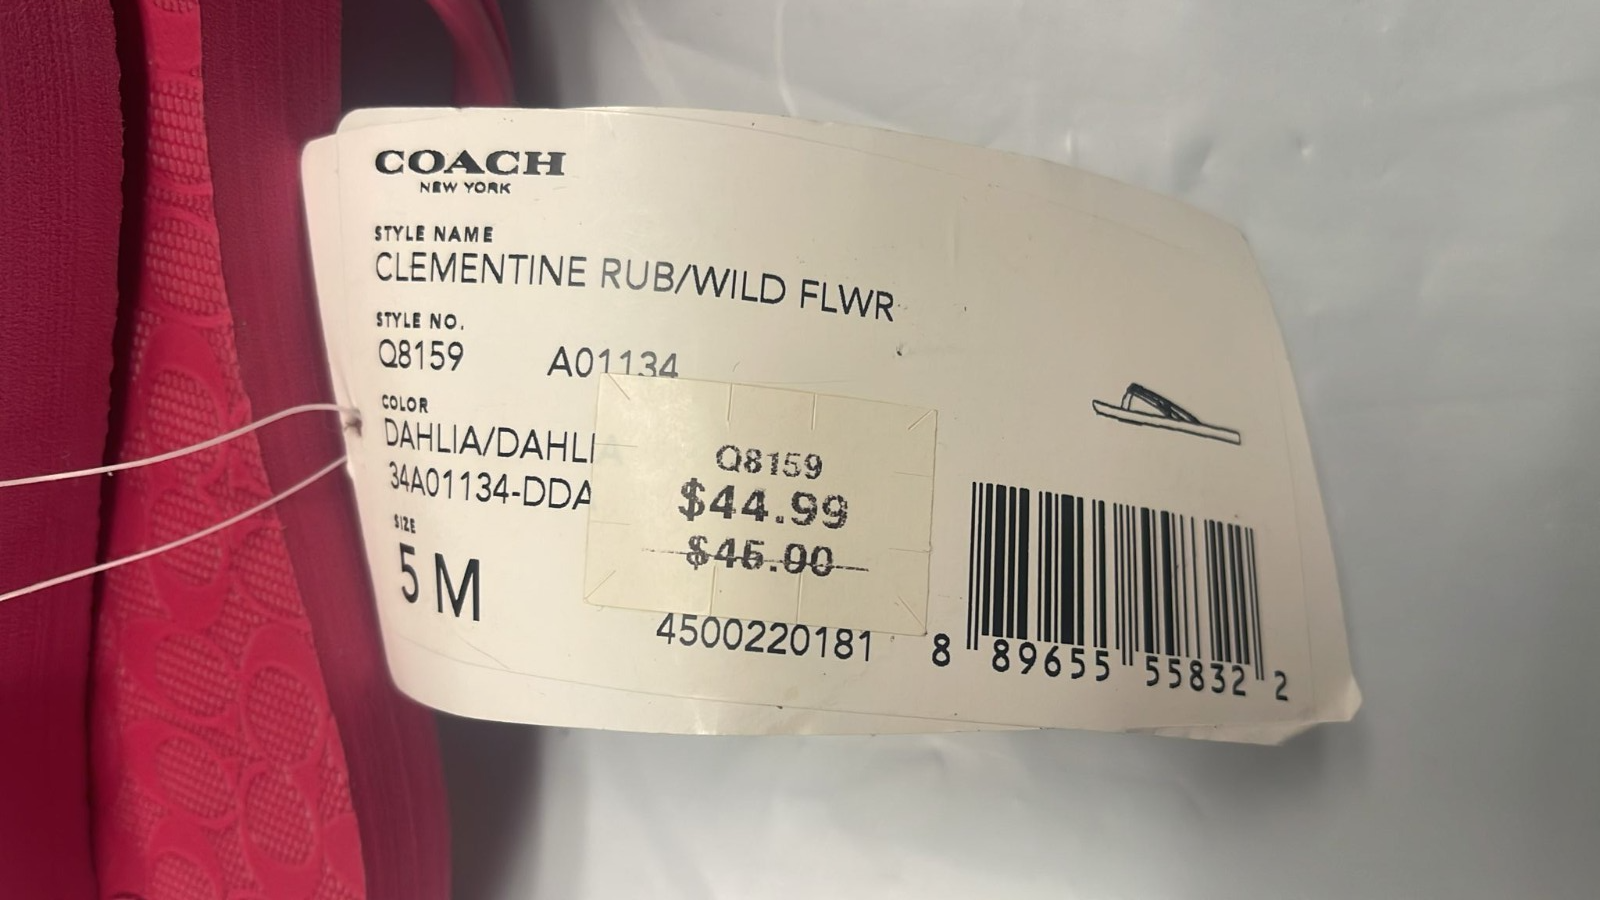 COACH
NEW YORK
STYLE NAME
CLEMENTINE RUB/WILD FLWR
STYLE NO.
Q8159 A01134
COLOR
DAHLIA/DAHLIA
34A01134-DDA
SIZE
5 M
Q8159
$44.99
$45.00
4500220181
8 89655 55832 2